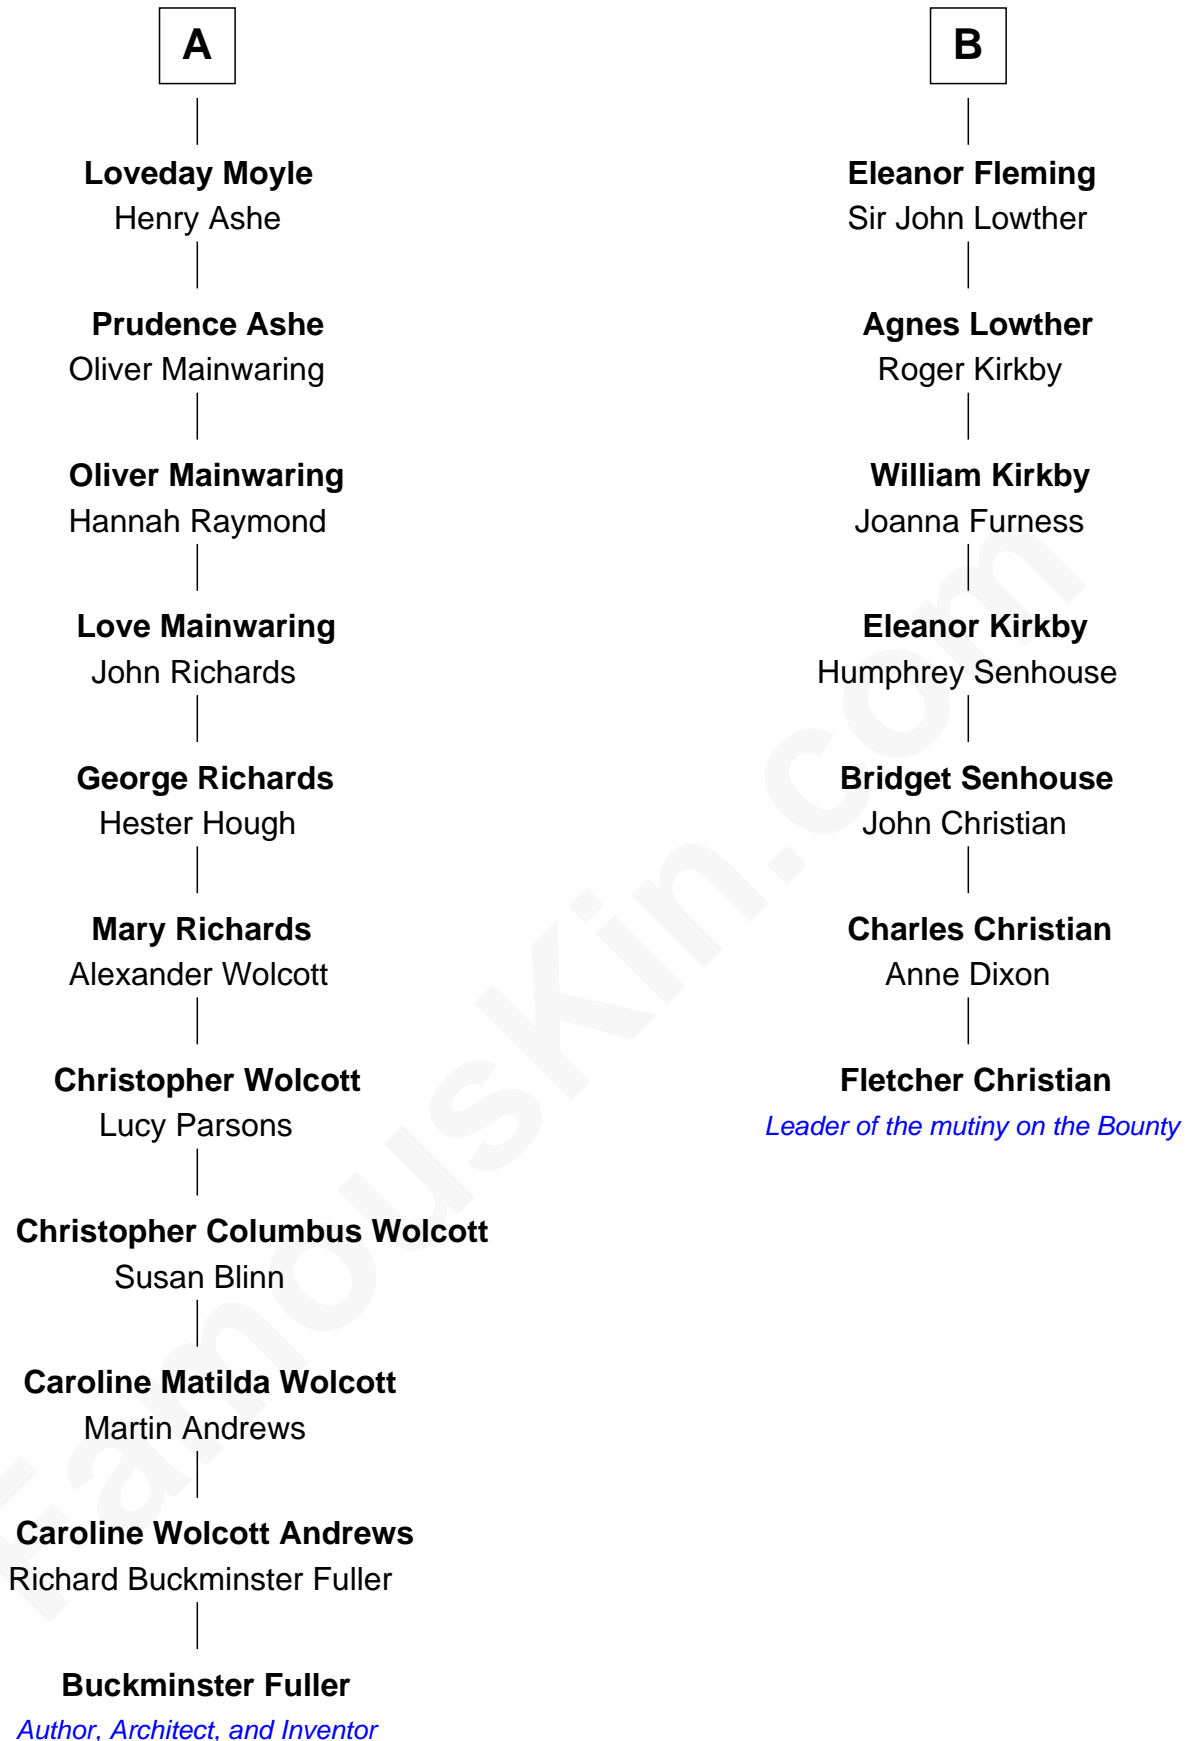 A
Loveday Moyle
Henry Ashe
Prudence Ashe
Oliver Mainwaring
Oliver Mainwaring
Hannah Raymond
Love Mainwaring
John Richards
George Richards
Hester Hough
Mary Richards
Alexander Wolcott
Christopher Wolcott
Lucy Parsons
Christopher Columbus Wolcott
Susan Blinn
Caroline Matilda Wolcott
Martin Andrews
Caroline Wolcott Andrews
Richard Buckminster Fuller
Buckminster Fuller
Author, Architect, and Inventor
B
Eleanor Fleming
Sir John Lowther
Agnes Lowther
Roger Kirkby
William Kirkby
Joanna Furness
Eleanor Kirkby
Humphrey Senhouse
Bridget Senhouse
John Christian
Charles Christian
Anne Dixon
Fletcher Christian
Leader of the mutiny on the Bounty
FamousKin.com